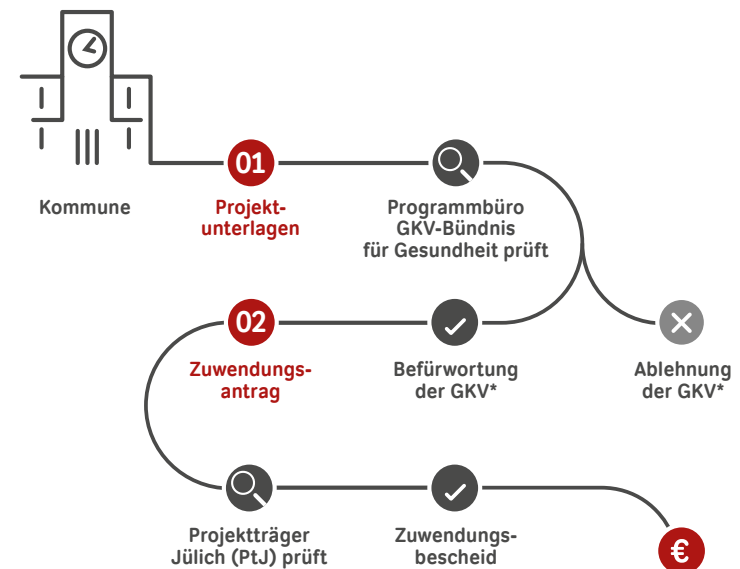 01
Kommune
Projekt-
unterlagen
Programmbüro
GKV-Bündnis
für Gesundheit prüft
02
Zuwendungs-
antrag
Befürwortung
der GKV*
Ablehnung
der GKV*
Projektträger
Jülich (PtJ) prüft
Zuwendungs-
bescheid
€